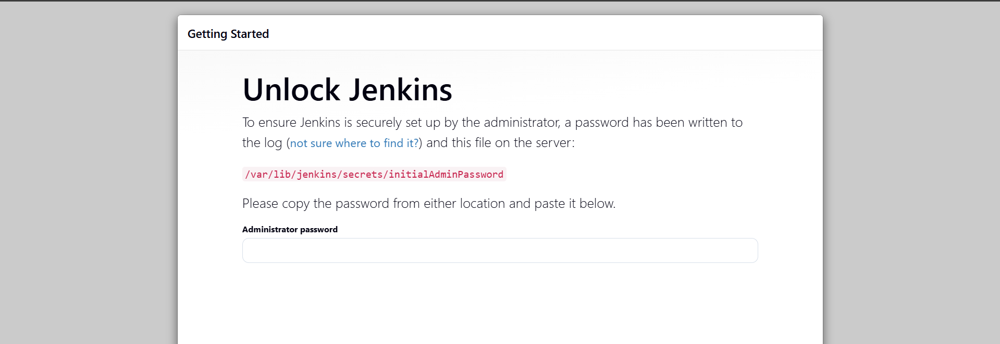 Getting Started
Unlock Jenkins
To ensure Jenkins is securely set up by the administrator, a password has been written to
the log (not sure where to find it?) and this file on the server:
/var/lib/jenkins/secrets/initialAdminPassword
Please copy the password from either location and paste it below.
Administrator password